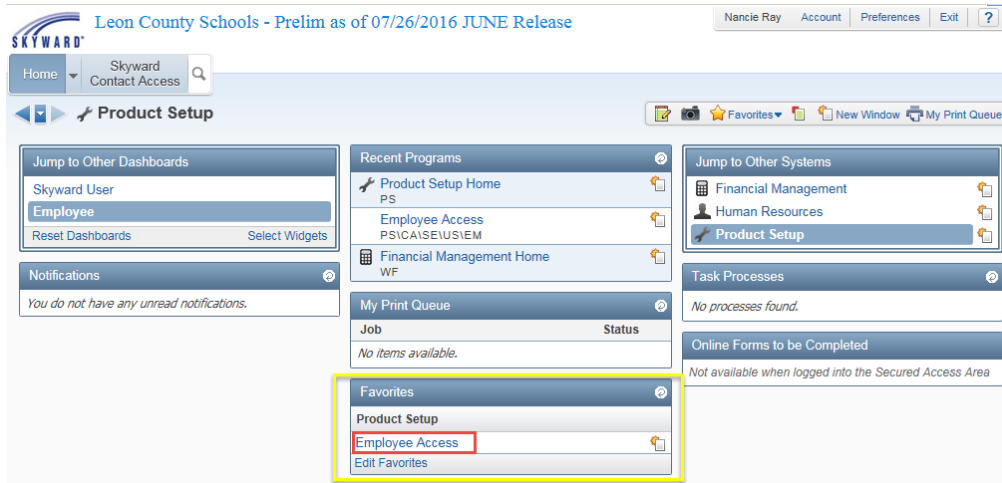 Leon County Schools - Prelim as of 07/26/2016 JUNE Release
Nancie Ray Account Preferences Exit ?
SKYWARD
Home Skyward Contact Access
Product Setup
Favorites New Window My Print Queue
Jump to Other Dashboards
Skyward User
Employee
Reset Dashboards Select Widgets
Notifications
You do not have any unread notifications.
Recent Programs
Product Setup Home
PS
Employee Access
PS\CA\SE\US\EM
Financial Management Home
WF
My Print Queue
Job Status
No items available.
Favorites
Product Setup
Employee Access
Edit Favorites
Jump to Other Systems
Financial Management
Human Resources
Product Setup
Task Processes
No processes found.
Online Forms to be Completed
Not available when logged into the Secured Access Area